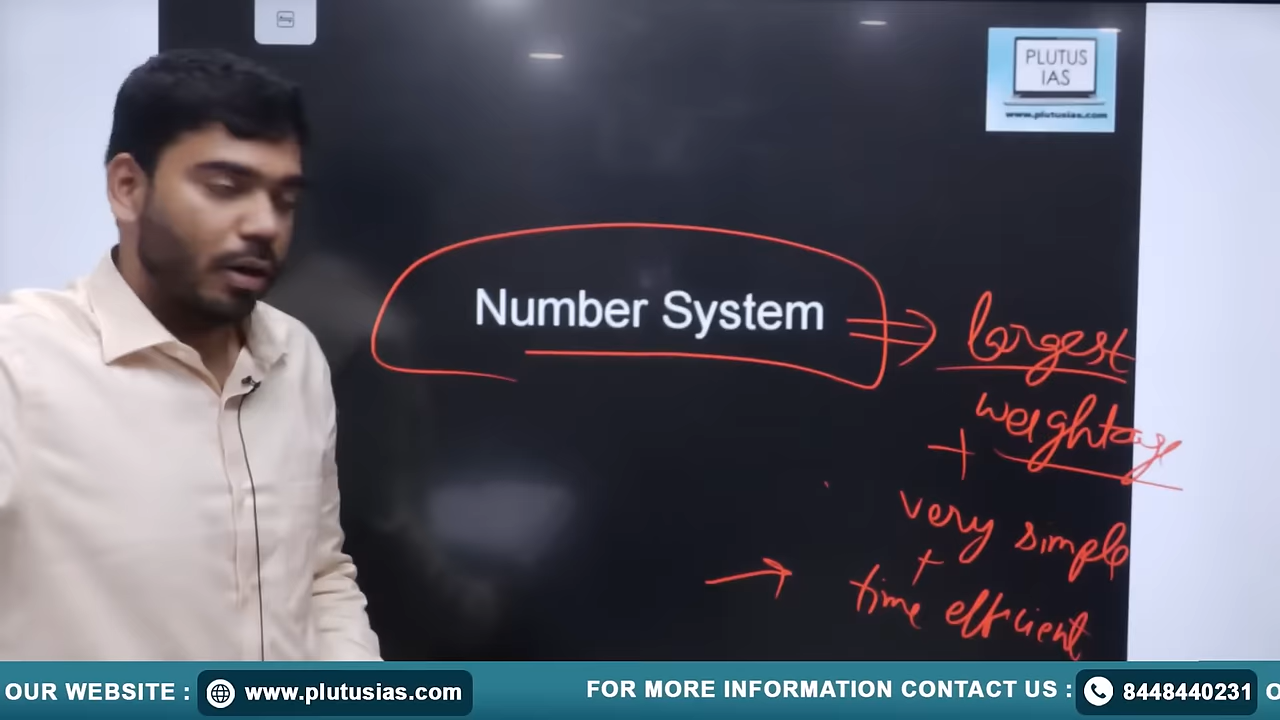 PLUTUS
IAS
www.plutusias.com
Number System
largest
weightage
+
very simple
+
time efficient
OUR WEBSITE : www.plutusias.com FOR MORE INFORMATION CONTACT US : 8448440231 O